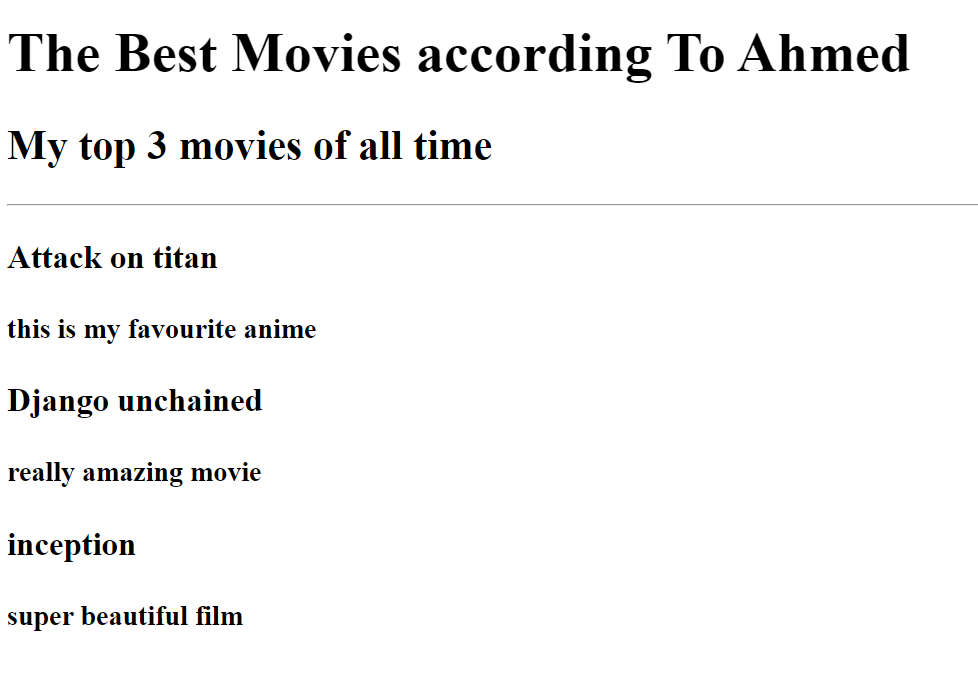 The Best Movies according To Ahmed
My top 3 movies of all time
Attack on titan
this is my favourite anime
Django unchained
really amazing movie
inception
super beautiful film